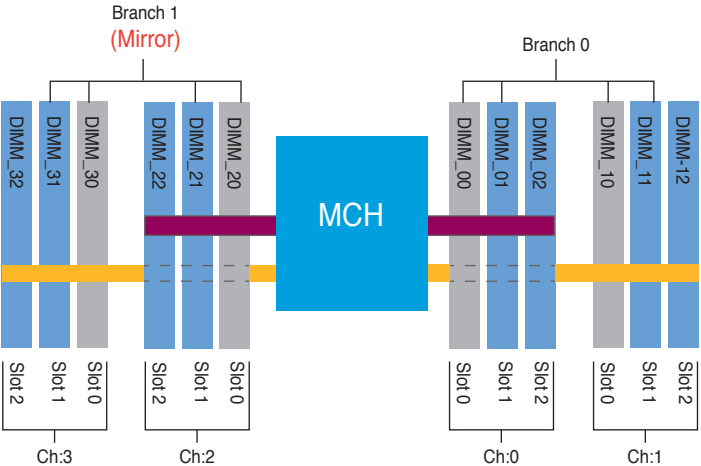 Branch 1
(Mirror)
Branch 0
DIMM_32
DIMM_31
DIMM_30
DIMM_22
DIMM_21
DIMM_20
MCH
DIMM_00
DIMM_01
DIMM_02
DIMM_10
DIMM_11
DIMM-12
Slot 2
Slot 1
Slot 0
Slot 2
Slot 1
Slot 0
Slot 0
Slot 1
Slot 2
Slot 0
Slot 1
Slot 2
Ch:3
Ch:2
Ch:0
Ch:1